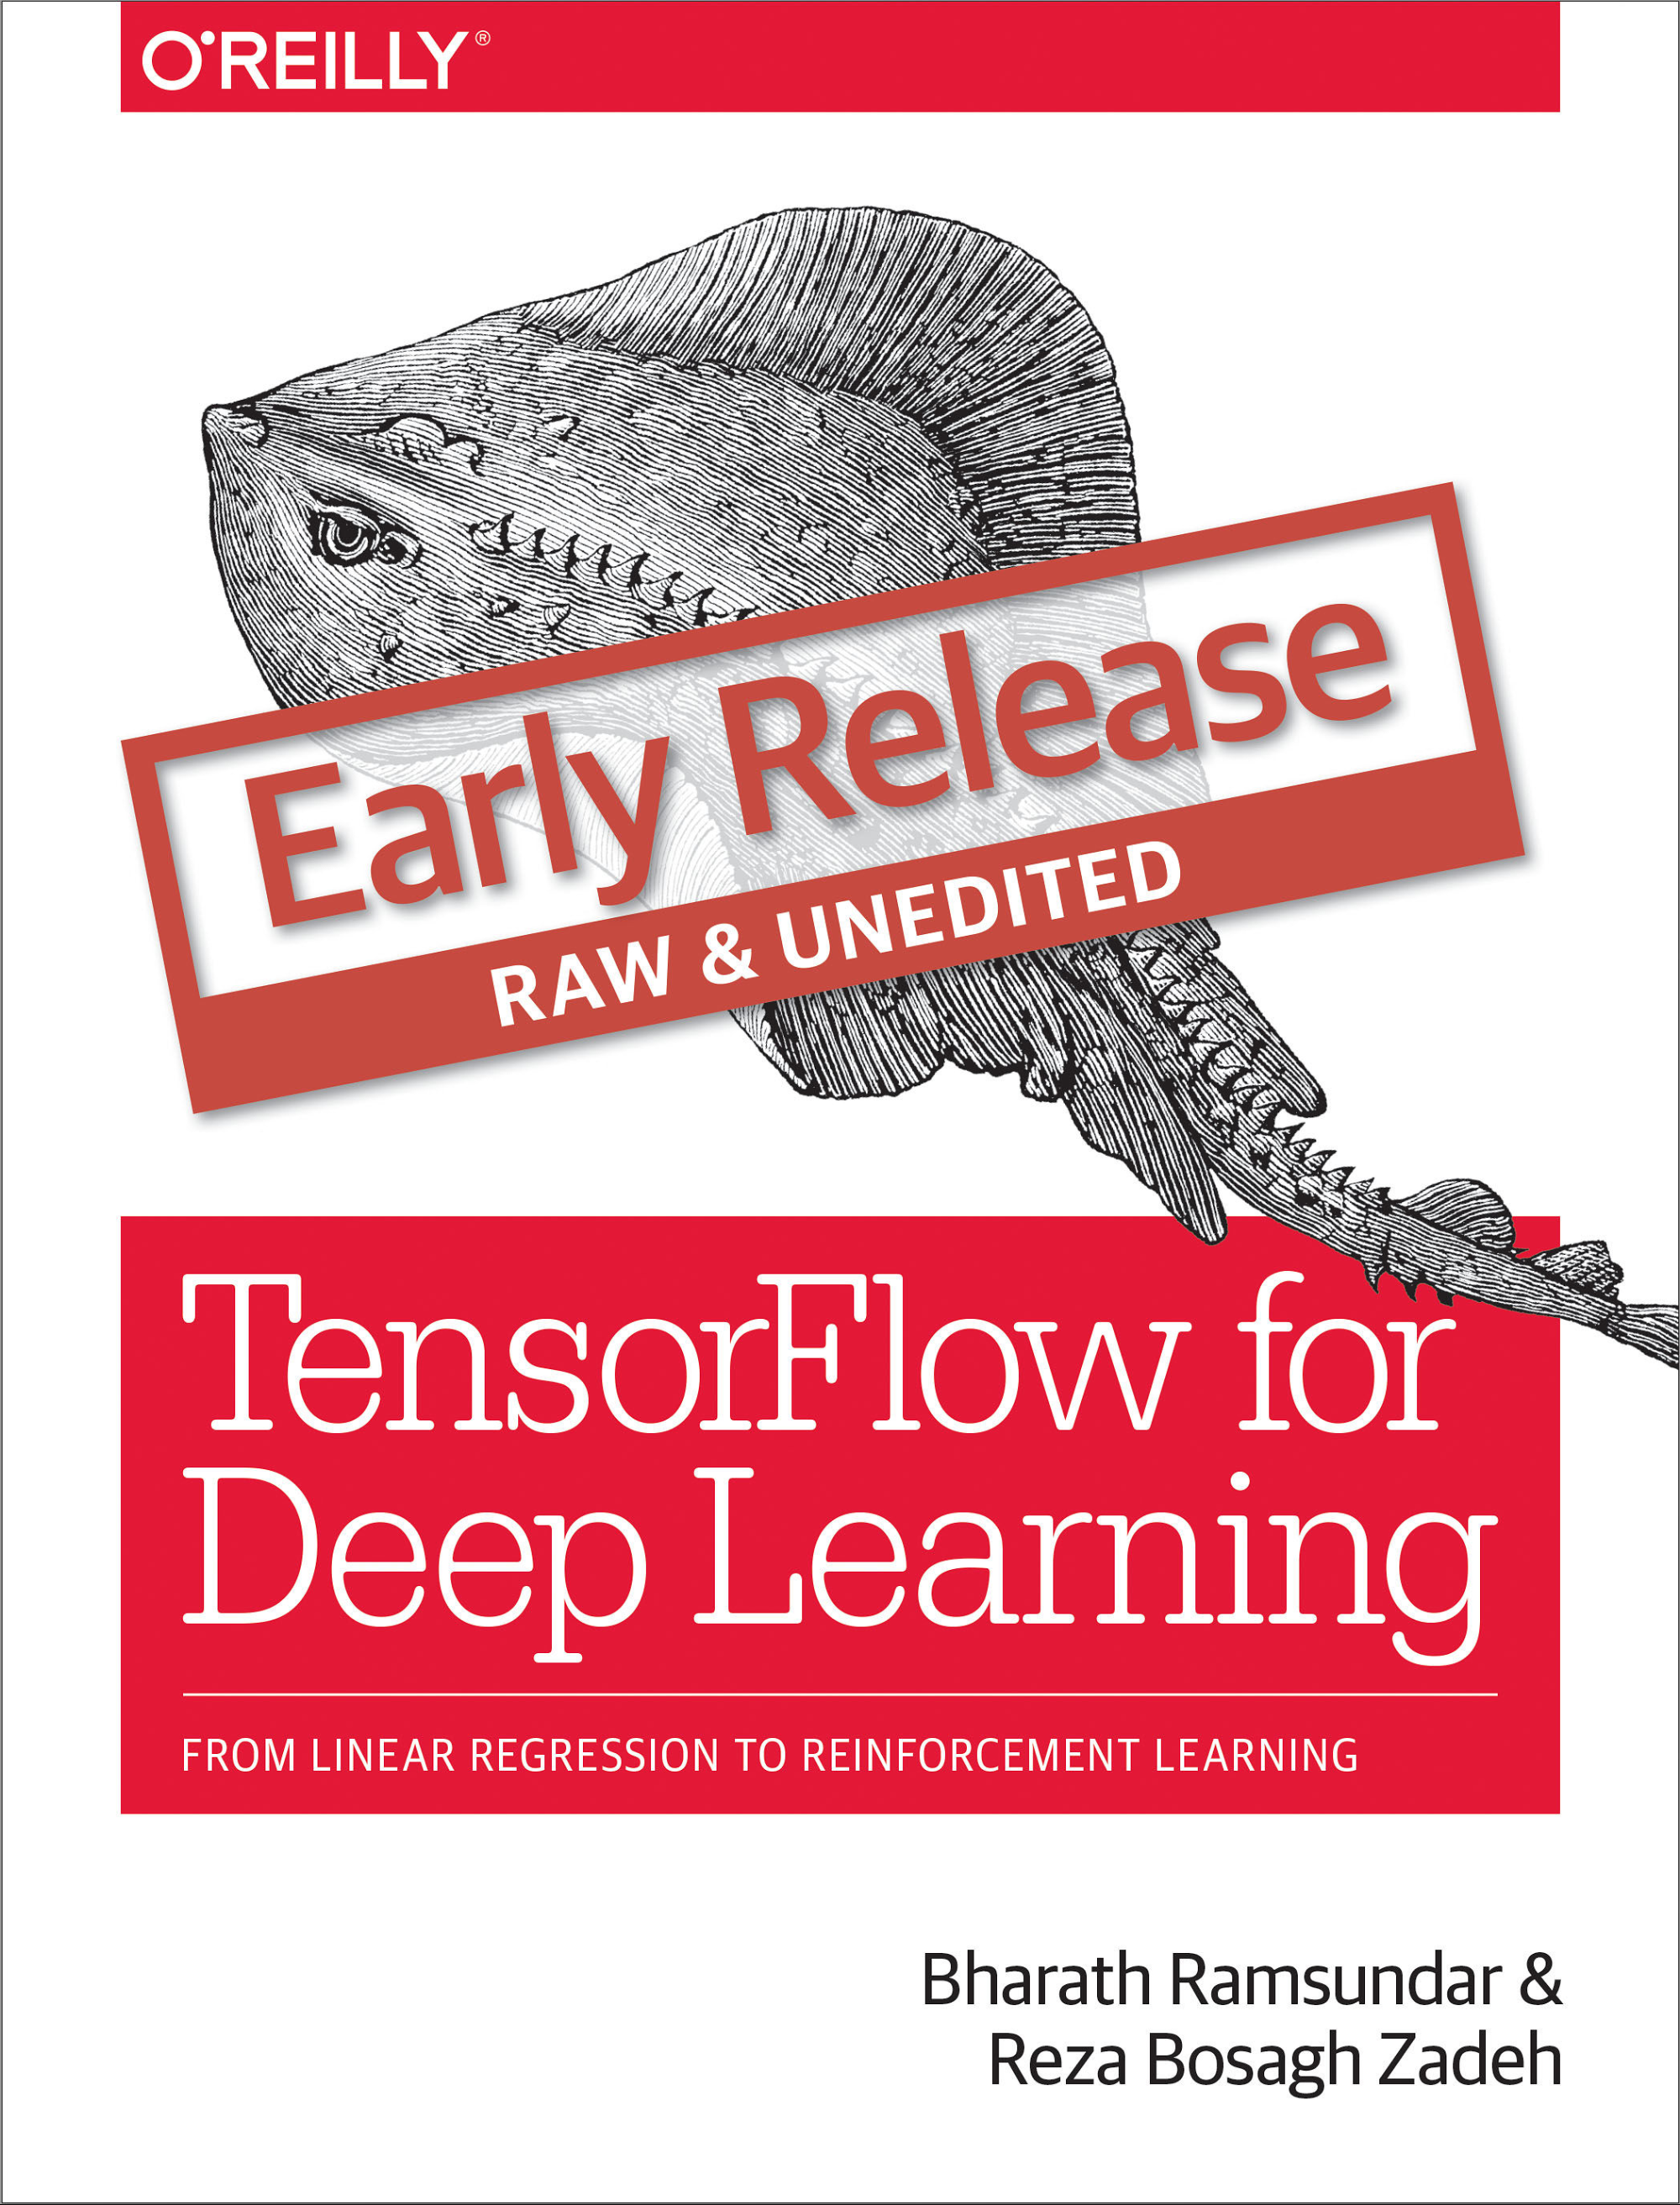 O'REILLY®
Early Release
RAW & UNEDITED
TensorFlow for
Deep Learning
FROM LINEAR REGRESSION TO REINFORCEMENT LEARNING
Bharath Ramsundar &
Reza Bosagh Zadeh